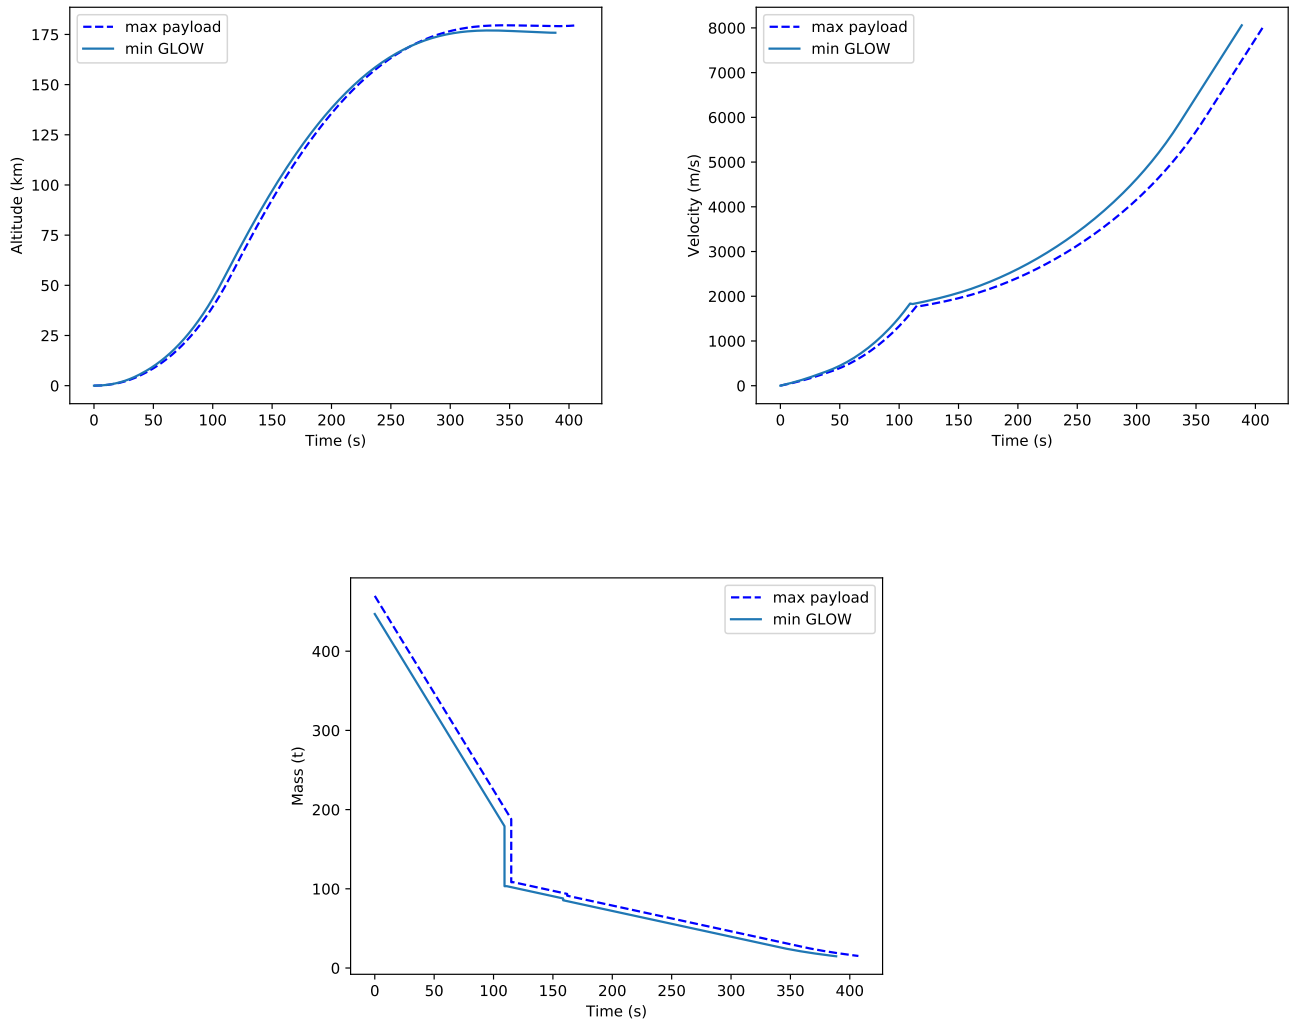 max payload
min GLOW
175
150
125
100
75
50
25
0
Altitude (km)
0 50 100 150 200 250 300 350 400
Time (s)
max payload
min GLOW
8000
7000
6000
5000
4000
3000
2000
1000
0
Velocity (m/s)
0 50 100 150 200 250 300 350 400
Time (s)
max payload
min GLOW
400
300
200
100
0
Mass (t)
0 50 100 150 200 250 300 350 400
Time (s)